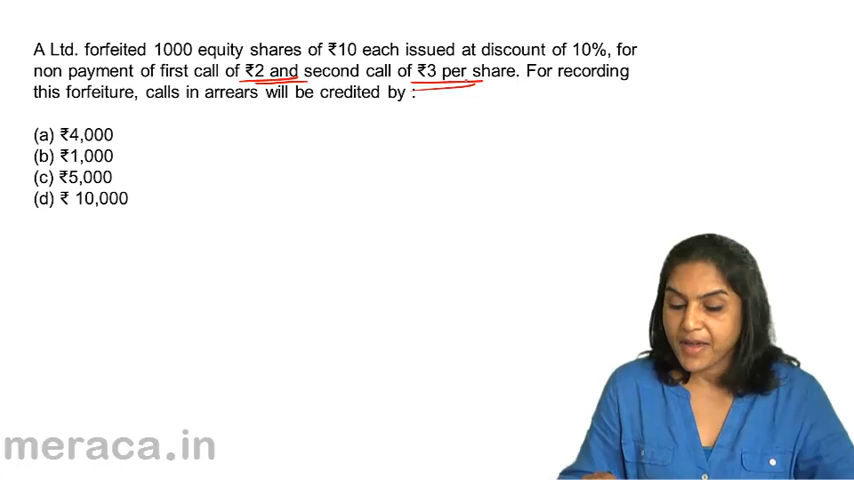 A Ltd. forfeited 1000 equity shares of ₹10 each issued at discount of 10%, for
non payment of first call of ₹2 and second call of ₹3 per share. For recording
this forfeiture, calls in arrears will be credited by :
(a) ₹4,000
(b) ₹1,000
(c) ₹5,000
(d) ₹ 10,000
meraca.in